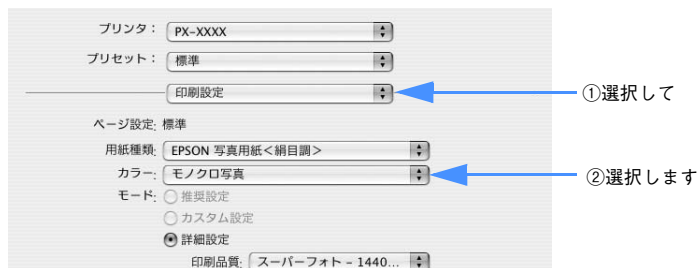 プリンタ： PX-XXXX
プリセット： 標準
印刷設定 ①選択して
ページ設定: 標準
用紙種類: EPSON 写真用紙＜絹目調＞
カラー: モノクロ写真 ②選択します
モード: 推奨設定
カスタム設定
詳細設定
印刷品質: スーパーフォト - 1440...